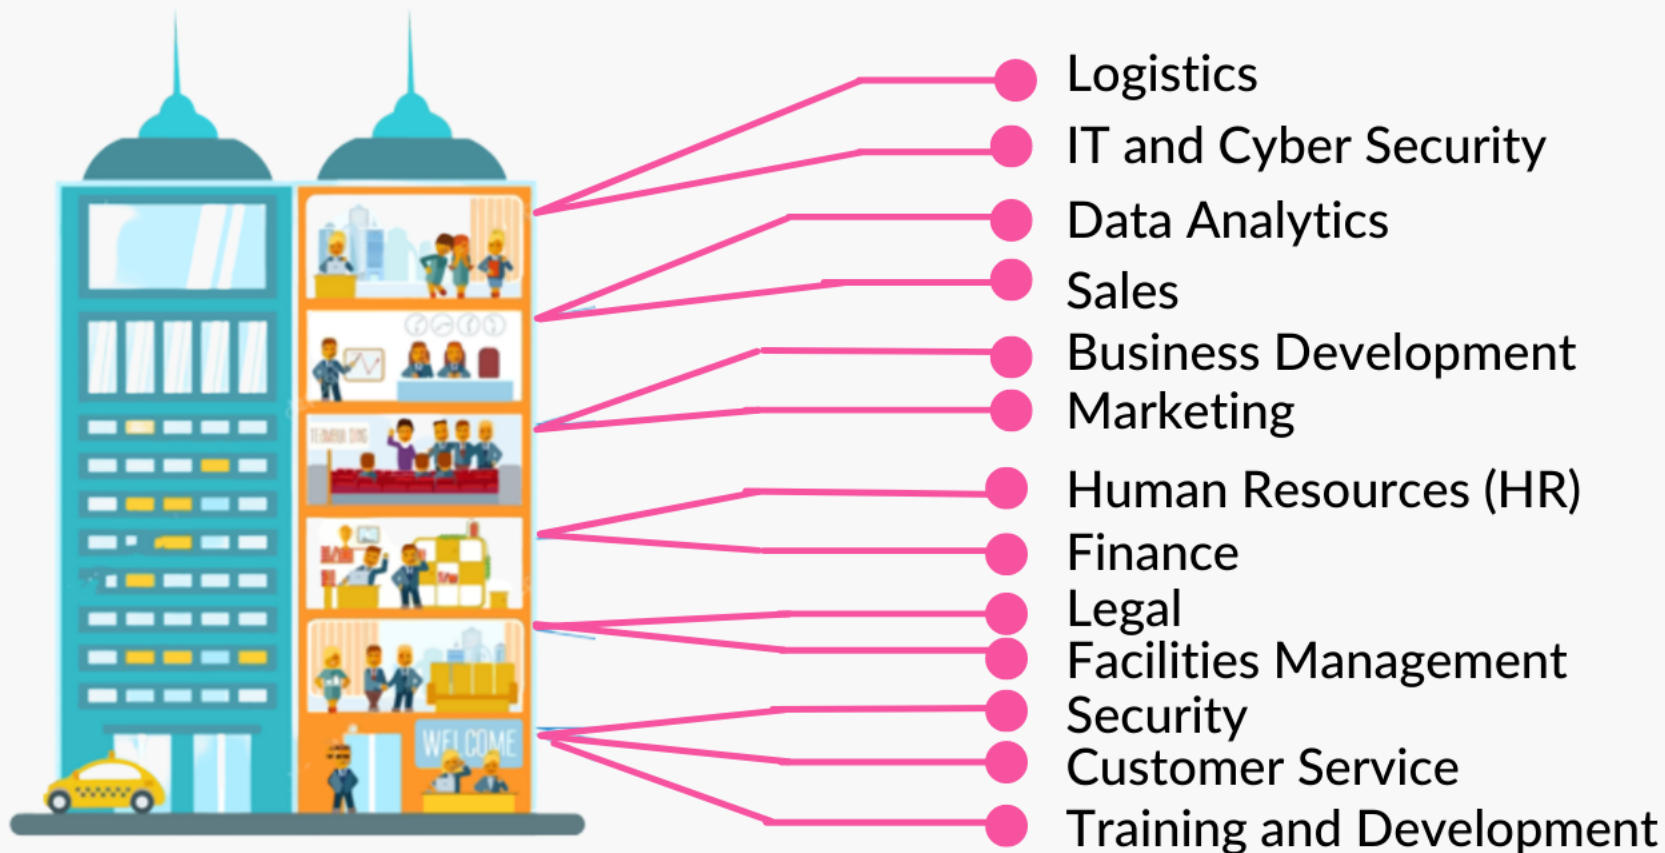 Logistics
IT and Cyber Security
Data Analytics
Sales
Business Development
Marketing
Human Resources (HR)
Finance
Legal
Facilities Management
Security
Customer Service
Training and Development
WELCOME